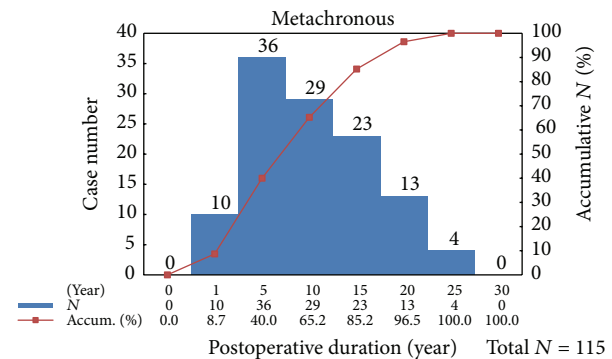 Metachronous
40 100
36 90
35 80
30 29 70
25 23 60
20 50
15 13 40
10 10 30
20
5 4 10
0 0 0 0
Case number
Accumulative N (%)
(Year) 0 1 5 10 15 20 25 30
N 0 10 36 29 23 13 4 0
Accum. (%) 0.0 8.7 40.0 65.2 85.2 96.5 100.0 100.0
Postoperative duration (year) Total N = 115